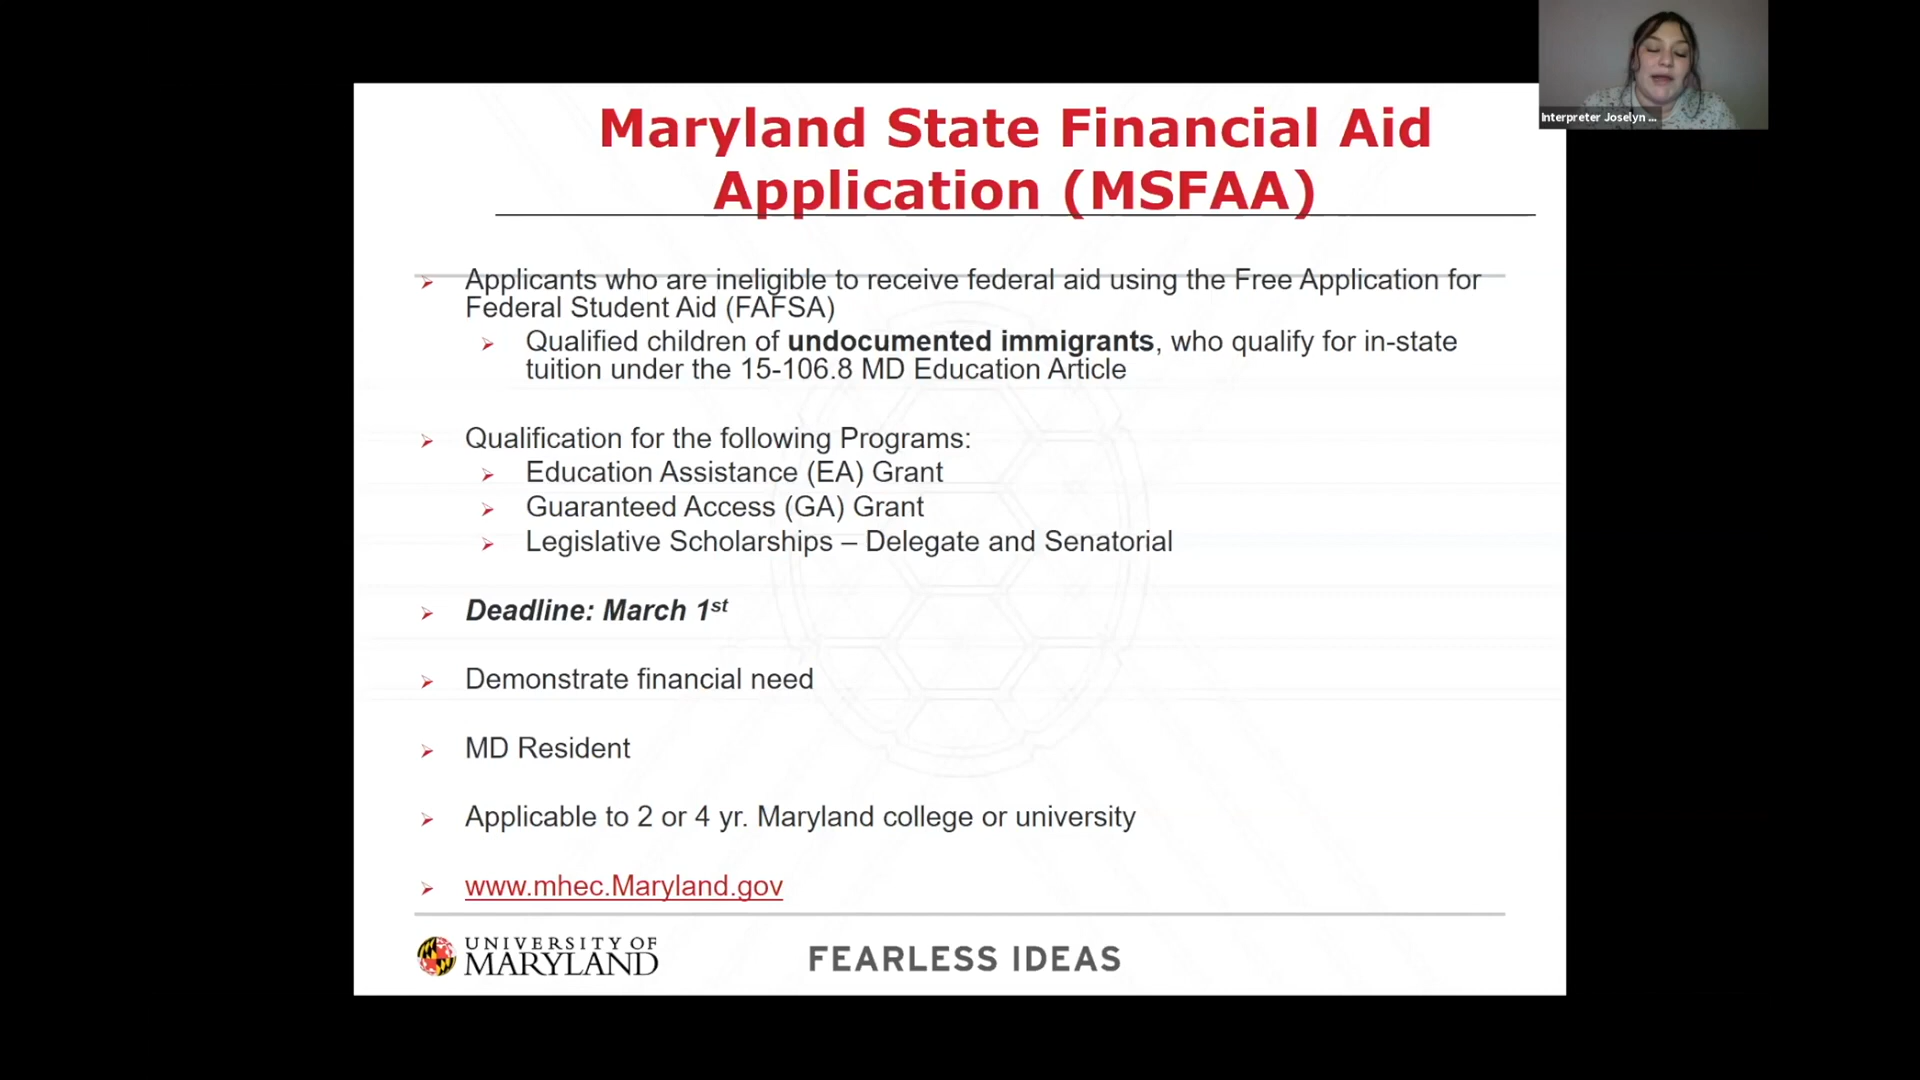 Interpreter Joselyn ...
Maryland State Financial Aid
Application (MSFAA)
Applicants who are ineligible to receive federal aid using the Free Application for
Federal Student Aid (FAFSA)
Qualified children of undocumented immigrants, who qualify for in-state
tuition under the 15-106.8 MD Education Article
Qualification for the following Programs:
Education Assistance (EA) Grant
Guaranteed Access (GA) Grant
Legislative Scholarships – Delegate and Senatorial
Deadline: March 1st
Demonstrate financial need
MD Resident
Applicable to 2 or 4 yr. Maryland college or university
www.mhec.Maryland.gov
UNIVERSITY OF
MARYLAND
FEARLESS IDEAS